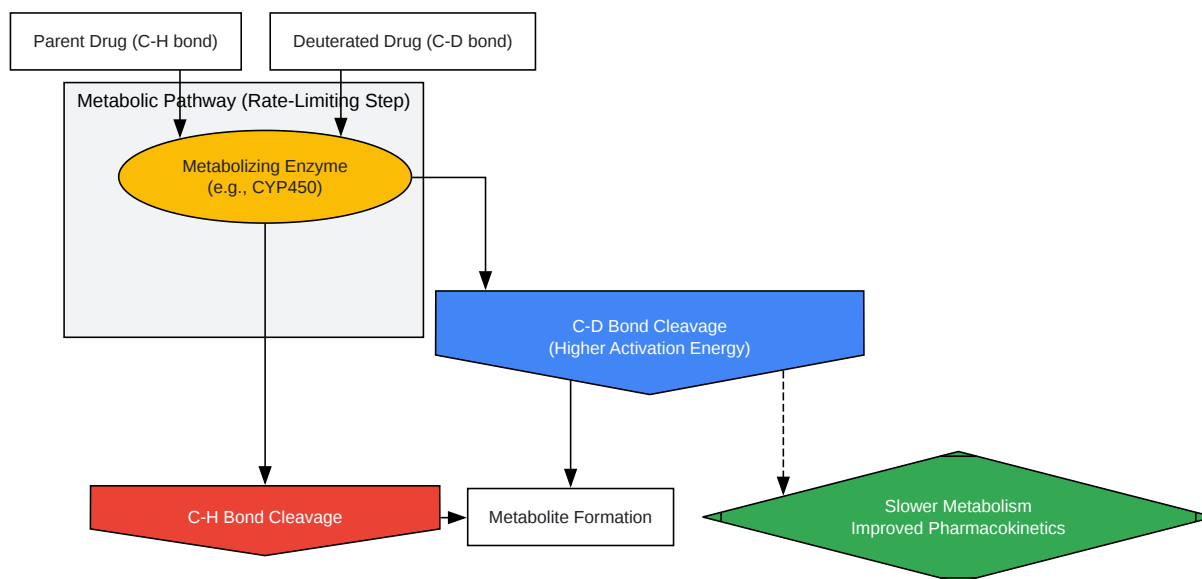 Parent Drug (C-H bond)
Deuterated Drug (C-D bond)
Metabolic Pathway (Rate-Limiting Step)
Metabolizing Enzyme
(e.g., CYP450)
C-D Bond Cleavage
(Higher Activation Energy)
C-H Bond Cleavage
Metabolite Formation
Slower Metabolism
Improved Pharmacokinetics